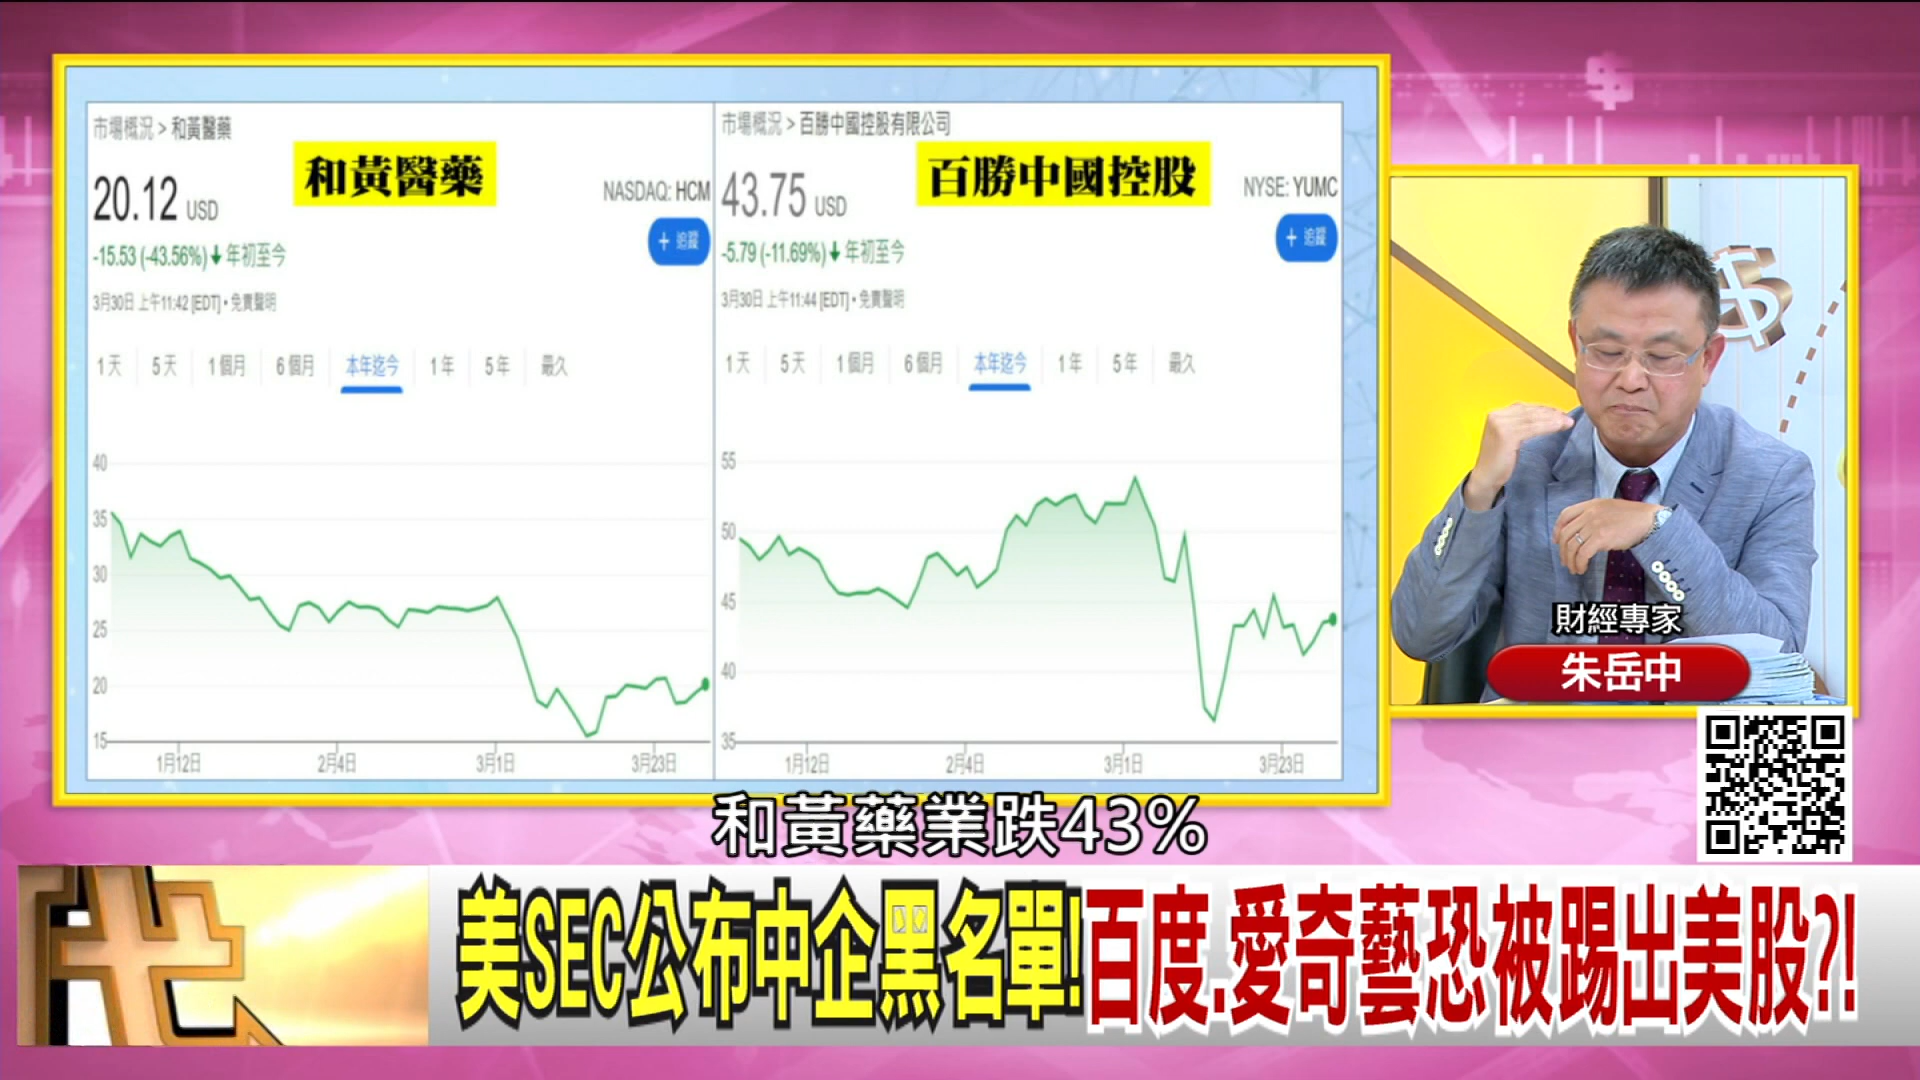 市場概況 > 和黃醫藥
和黃醫藥
20.12 USD
NASDAQ: HCM
+ 追蹤
-15.53 (-43.56%) ↓ 年初至今
3月30日 上午11:42 [EDT] • 免責聲明
1天 5天 1個月 6個月 本年迄今 1年 5年 最久
40
35
30
25
20
15
1月12日 2月4日 3月1日 3月23日
市場概況 > 百勝中國控股有限公司
百勝中國控股
43.75 USD
NYSE: YUMC
+ 追蹤
-5.79 (-11.69%) ↓ 年初至今
3月30日 上午11:44 [EDT] • 免責聲明
1天 5天 1個月 6個月 本年迄今 1年 5年 最久
55
50
45
40
35
1月12日 2月4日 3月1日 3月23日
財經專家
朱岳中
和黃藥業跌43%
美SEC公布中企黑名單!百度.愛奇藝恐被踢出美股?!